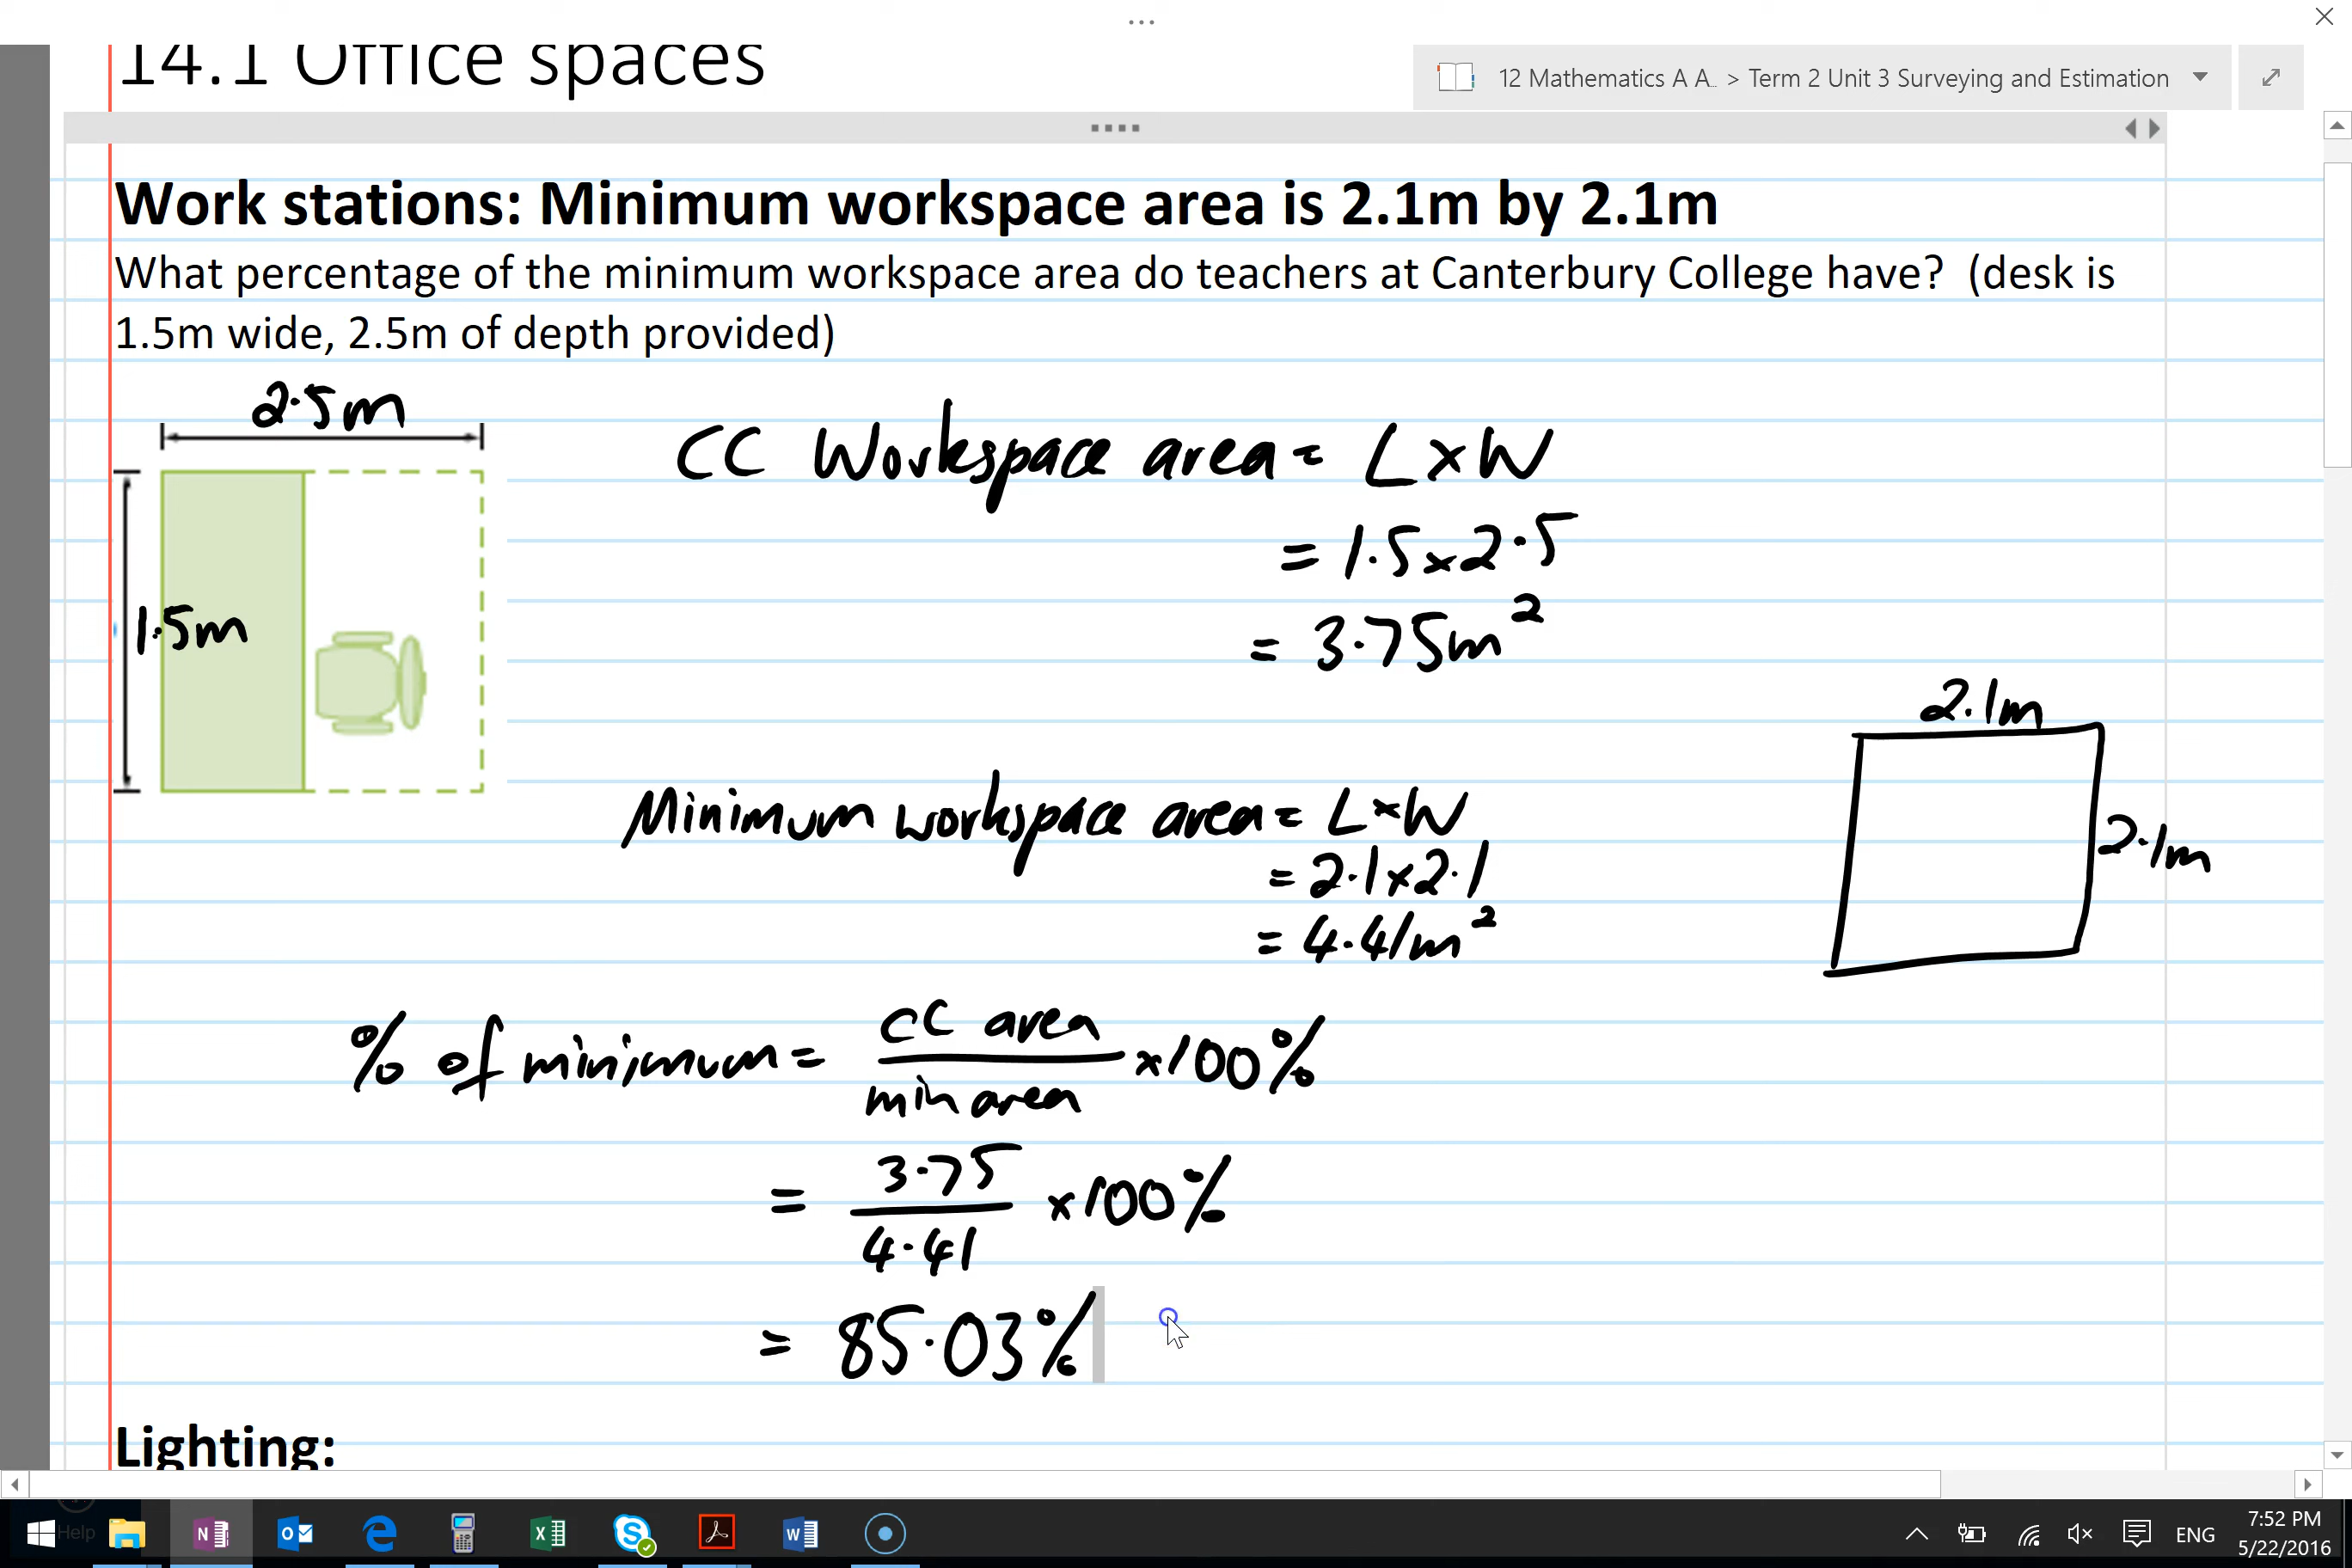 14.1 Office spaces
12 Mathematics A A... > Term 2 Unit 3 Surveying and Estimation
Work stations: Minimum workspace area is 2.1m by 2.1m
What percentage of the minimum workspace area do teachers at Canterbury College have? (desk is
1.5m wide, 2.5m of depth provided)
2.5m
1.5m
CC Workspace area = L×W
= 1.5×2.5
= 3.75m²
2.1m
2.1m
Minimum workspace area = L×W
= 2.1×2.1
= 4.41m²
% of minimum = CC area / min area ×100%
= 3.75 / 4.41 ×100%
= 85.03%
Lighting:
Help
ENG
7:52 PM
5/22/2016